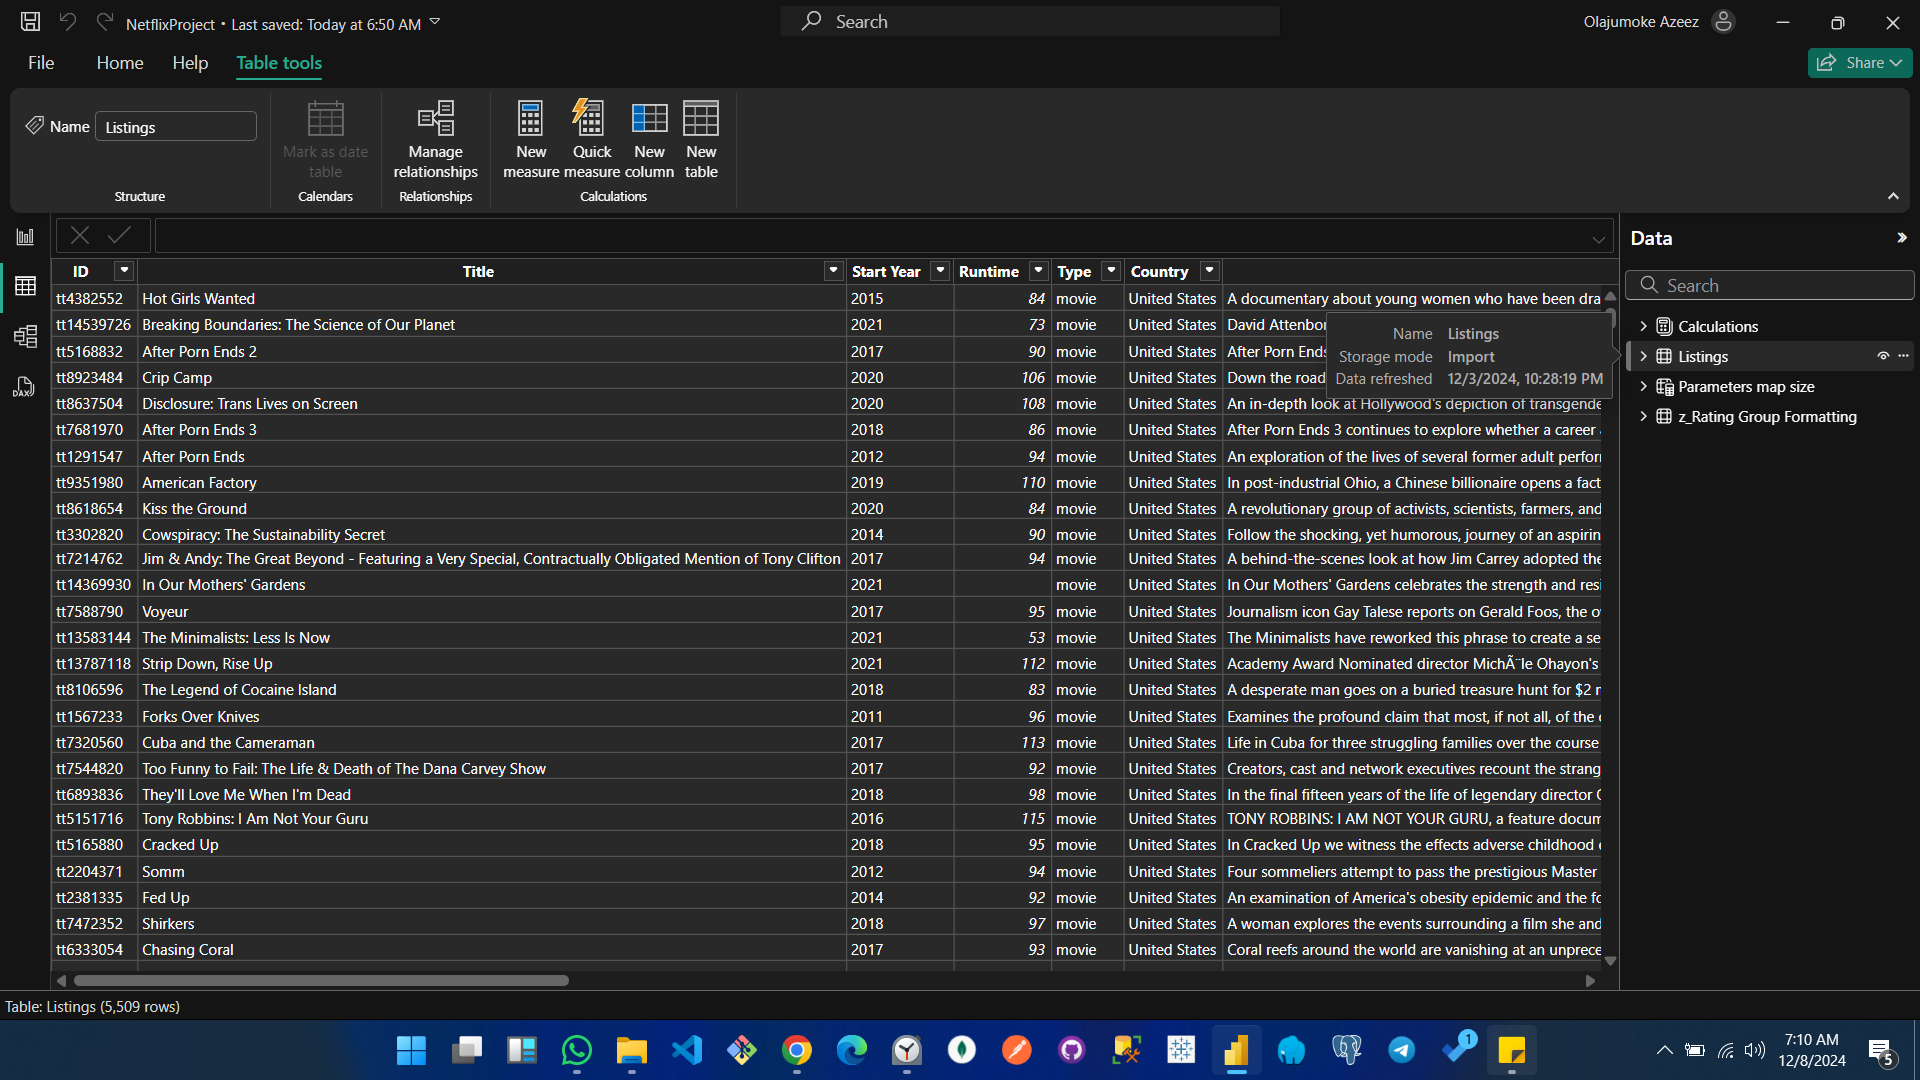 NetflixProject • Last saved: Today at 6:50 AM
Search
Olajumoke Azeez
File Home Help Table tools
Share
Name Listings
Structure
Mark as date table
Calendars
Manage relationships
Relationships
New measure
Quick measure
New column
New table
Calculations
Data
Search
Calculations
Listings
Parameters map size
z_Rating Group Formatting
Name Listings
Storage mode Import
Data refreshed 12/3/2024, 10:28:19 PM
ID Title Start Year Runtime Type Country
tt4382552 Hot Girls Wanted 2015 84 movie United States A documentary about young women who have been dra
tt14539726 Breaking Boundaries: The Science of Our Planet 2021 73 movie United States David Attenbor
tt5168832 After Porn Ends 2 2017 90 movie United States After Porn Ends
tt8923484 Crip Camp 2020 106 movie United States Down the road
tt8637504 Disclosure: Trans Lives on Screen 2020 108 movie United States An in-depth look at Hollywood's depiction of transgende
tt7681970 After Porn Ends 3 2018 86 movie United States After Porn Ends 3 continues to explore whether a career
tt1291547 After Porn Ends 2012 94 movie United States An exploration of the lives of several former adult perfor
tt9351980 American Factory 2019 110 movie United States In post-industrial Ohio, a Chinese billionaire opens a fact
tt8618654 Kiss the Ground 2020 84 movie United States A revolutionary group of activists, scientists, farmers, and
tt3302820 Cowspiracy: The Sustainability Secret 2014 90 movie United States Follow the shocking, yet humorous, journey of an aspirin
tt7214762 Jim & Andy: The Great Beyond - Featuring a Very Special, Contractually Obligated Mention of Tony Clifton 2017 94 movie United States A behind-the-scenes look at how Jim Carrey adopted the
tt14369930 In Our Mothers' Gardens 2021 movie United States In Our Mothers' Gardens celebrates the strength and resi
tt7588790 Voyeur 2017 95 movie United States Journalism icon Gay Talese reports on Gerald Foos, the o
tt13583144 The Minimalists: Less Is Now 2021 53 movie United States The Minimalists have reworked this phrase to create a se
tt13787118 Strip Down, Rise Up 2021 112 movie United States Academy Award Nominated director MichÃ¨le Ohayon's
tt8106596 The Legend of Cocaine Island 2018 83 movie United States A desperate man goes on a buried treasure hunt for $2 m
tt1567233 Forks Over Knives 2011 96 movie United States Examines the profound claim that most, if not all, of the
tt7320560 Cuba and the Cameraman 2017 113 movie United States Life in Cuba for three struggling families over the course
tt7544820 Too Funny to Fail: The Life & Death of The Dana Carvey Show 2017 92 movie United States Creators, cast and network executives recount the strang
tt6893836 They'll Love Me When I'm Dead 2018 98 movie United States In the final fifteen years of the life of legendary director
tt5151716 Tony Robbins: I Am Not Your Guru 2016 115 movie United States TONY ROBBINS: I AM NOT YOUR GURU, a feature docum
tt5165880 Cracked Up 2018 95 movie United States In Cracked Up we witness the effects adverse childhood
tt2204371 Somm 2012 94 movie United States Four sommeliers attempt to pass the prestigious Master
tt2381335 Fed Up 2014 92 movie United States An examination of America's obesity epidemic and the fo
tt7472352 Shirkers 2018 97 movie United States A woman explores the events surrounding a film she and
tt6333054 Chasing Coral 2017 93 movie United States Coral reefs around the world are vanishing at an unprece
Table: Listings (5,509 rows)
DAX
1
7:10 AM
12/8/2024
5